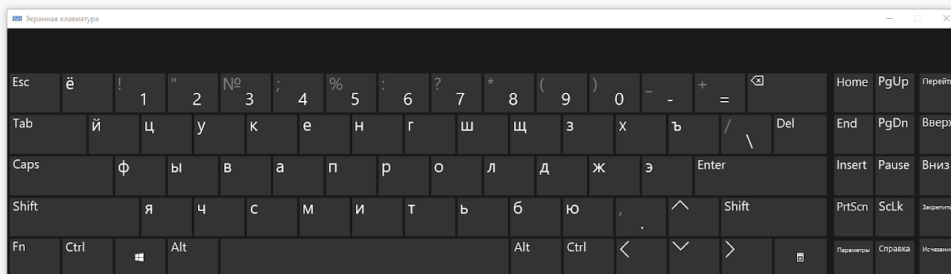 Экранная клавиатура
Esc ё ! 1 " 2 № 3 ; 4 % 5 : 6 ? 7 * 8 ( 9 ) 0 _ - + = Home PgUp Перейти
Tab й ц у к е н г ш щ з х ъ / \ Del End PgDn Вверх
Caps ф ы в а п р о л д ж э Enter Insert Pause Вниз
Shift я ч с м и т ь б ю , . Shift PrtScn ScLk Закрепить
Fn Ctrl Alt Alt Ctrl Параметры Справка